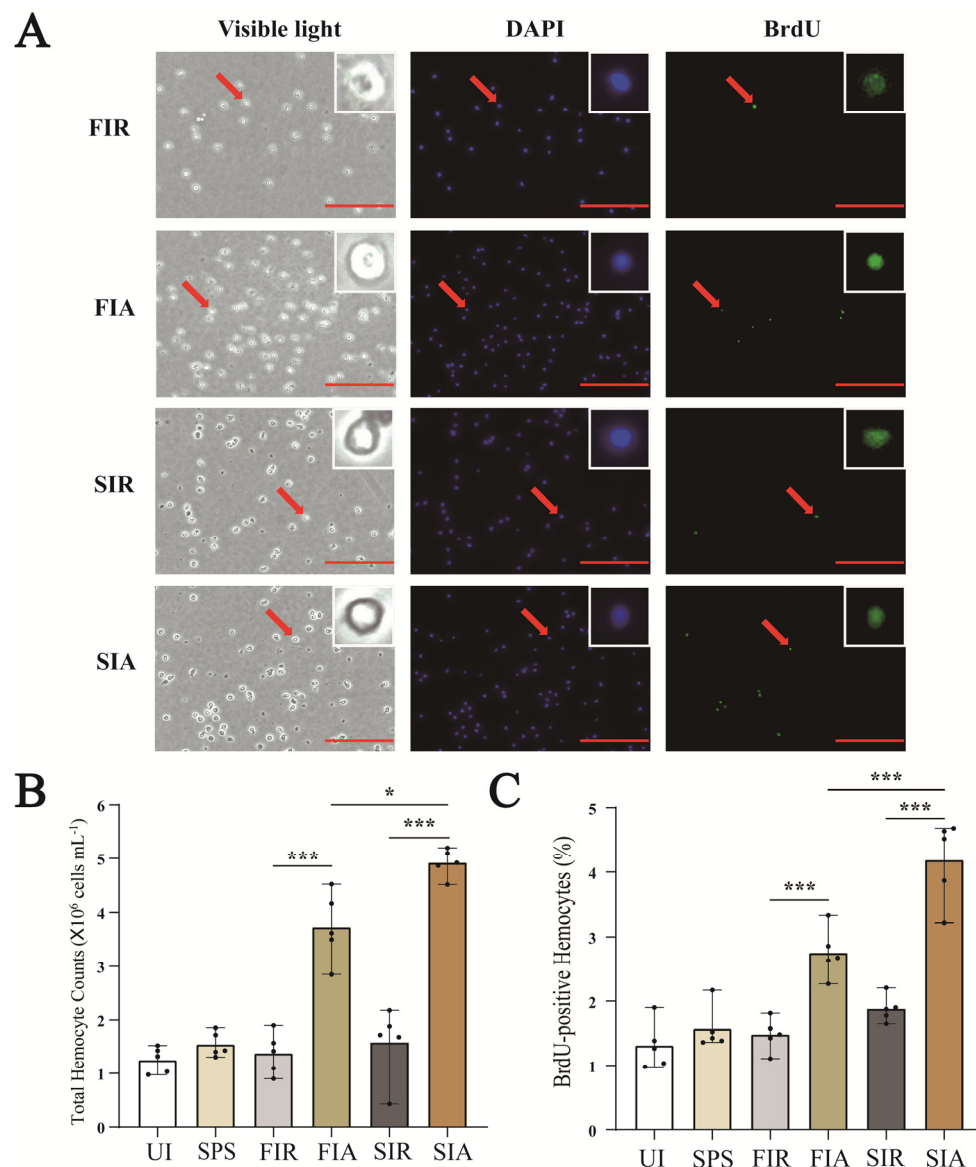 A
Visible light DAPI BrdU
FIR
FIA
SIR
SIA
B
Total Hemocyte Counts (X10⁶ cells mL⁻¹)
6
5
4
3
2
1
0
*
***
***
UI SPS FIR FIA SIR SIA
C
BrdU-positive Hemocytes (%)
5
4
3
2
1
0
***
***
***
UI SPS FIR FIA SIR SIA